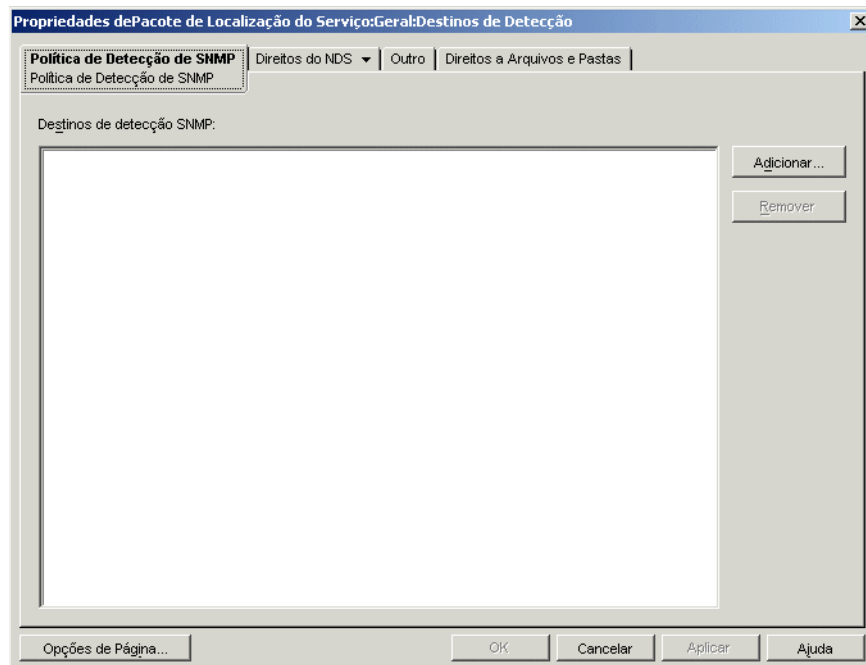 Propriedades dePacote de Localização do Serviço:Geral:Destinos de Detecção
Política de Detecção de SNMP Direitos do NDS Outro Direitos a Arquivos e Pastas
Política de Detecção de SNMP
Destinos de detecção SNMP:
Adicionar...
Remover
Opções de Página... OK Cancelar Aplicar Ajuda